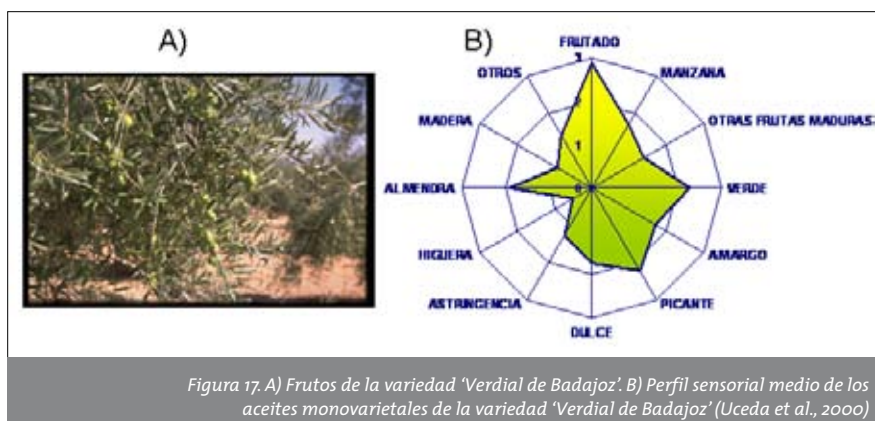 A)
B)
FRUTADO
MANZANA
OTRAS FRUTAS MADURAS
VERDE
AMARGO
PICANTE
DULCE
ASTRINGENCIA
HIGUERA
ALMENDRA
MADERA
OTROS
3
2
1
0
Figura 17. A) Frutos de la variedad ‘Verdial de Badajoz’. B) Perfil sensorial medio de los
aceites monovarietales de la variedad ‘Verdial de Badajoz’ (Uceda et al., 2000)